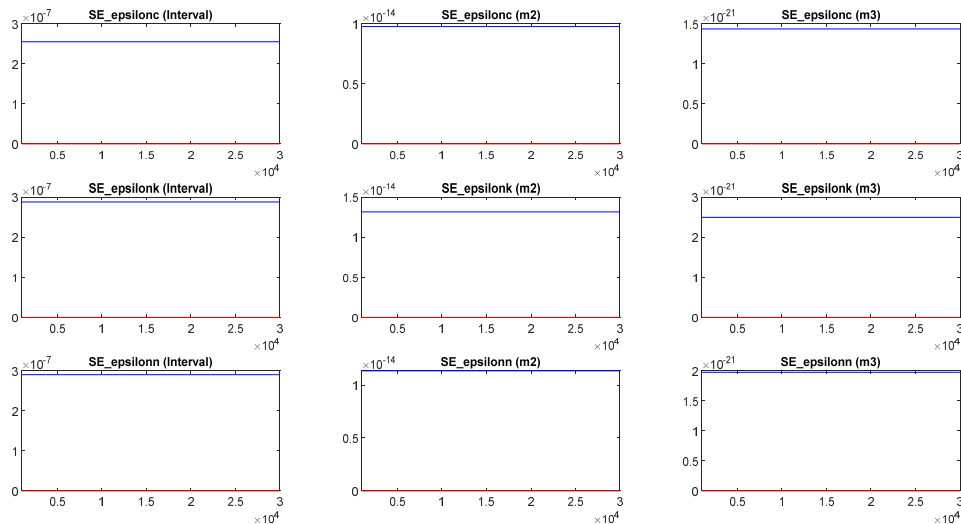 SE_epsilonc (Interval)
×10-7
3
2
1
0
0.5 1 1.5 2 2.5 3
×104
SE_epsilonc (m2)
×10-14
1
0.5
0
0.5 1 1.5 2 2.5 3
×104
SE_epsilonc (m3)
×10-21
1.5
1
0.5
0
0.5 1 1.5 2 2.5 3
×104
SE_epsilonk (Interval)
×10-7
3
2
1
0
0.5 1 1.5 2 2.5 3
×104
SE_epsilonk (m2)
×10-14
1.5
1
0.5
0
0.5 1 1.5 2 2.5 3
×104
SE_epsilonk (m3)
×10-21
3
2
1
0
0.5 1 1.5 2 2.5 3
×104
SE_epsilonn (Interval)
×10-7
3
2
1
0
0.5 1 1.5 2 2.5 3
×104
SE_epsilonn (m2)
×10-14
1
0.5
0
0.5 1 1.5 2 2.5 3
×104
SE_epsilonn (m3)
×10-21
2
1.5
1
0.5
0
0.5 1 1.5 2 2.5 3
×104